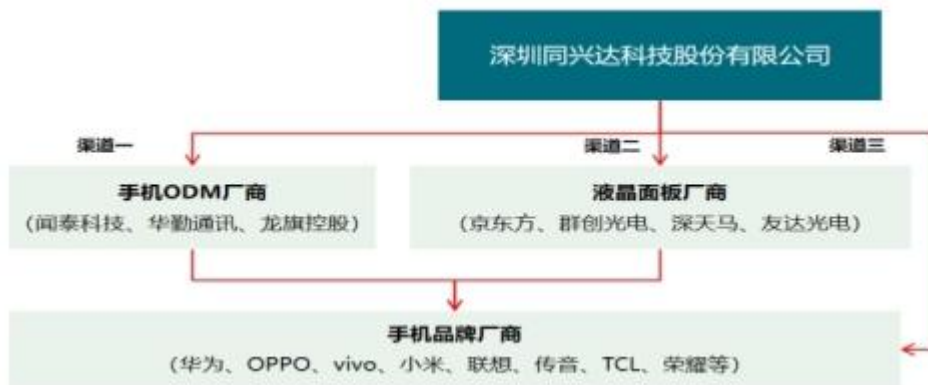 深圳同兴达科技股份有限公司
渠道一
渠道二
渠道三
手机ODM厂商
(闻泰科技、华勤通讯、龙旗控股)
液晶面板厂商
(京东方、群创光电、深天马、友达光电)
手机品牌厂商
(华为、OPPO、vivo、小米、联想、传音、TCL、荣耀等)